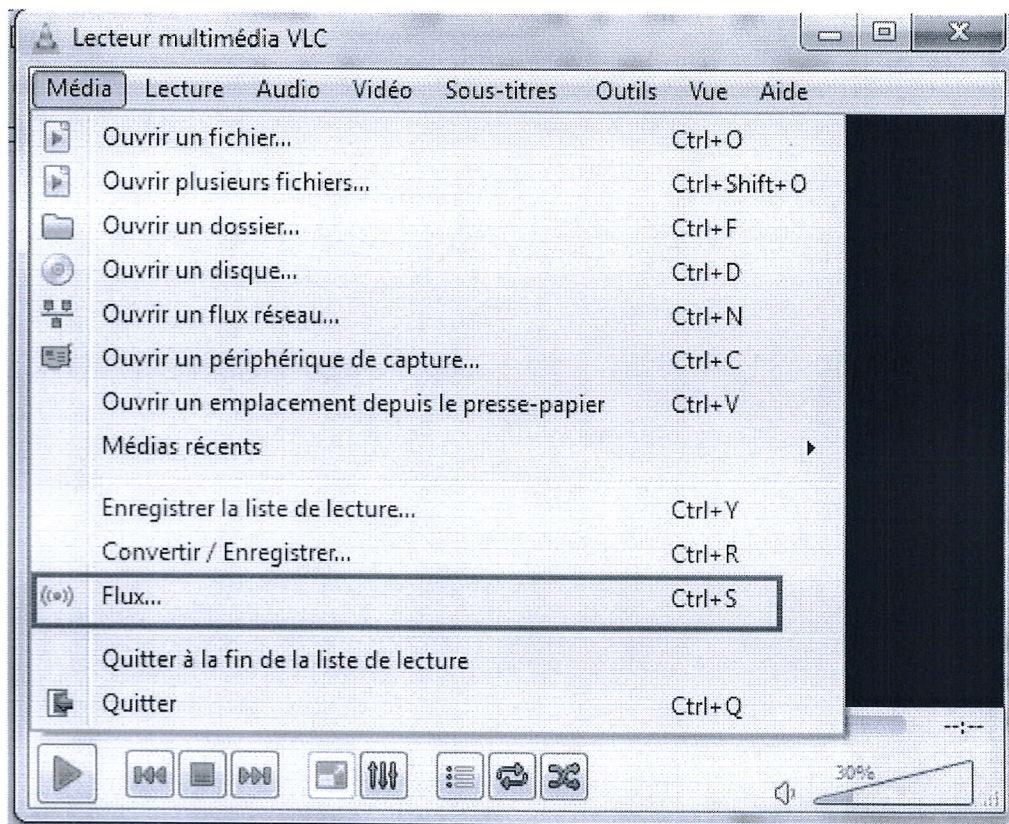 Lecteur multimédia VLC
Média Lecture Audio Vidéo Sous-titres Outils Vue Aide
Ouvrir un fichier... Ctrl+O
Ouvrir plusieurs fichiers... Ctrl+Shift+O
Ouvrir un dossier... Ctrl+F
Ouvrir un disque... Ctrl+D
Ouvrir un flux réseau... Ctrl+N
Ouvrir un périphérique de capture... Ctrl+C
Ouvrir un emplacement depuis le presse-papier Ctrl+V
Médias récents
Enregistrer la liste de lecture... Ctrl+Y
Convertir / Enregistrer... Ctrl+R
Flux... Ctrl+S
Quitter à la fin de la liste de lecture
Quitter Ctrl+Q
--:--
30%